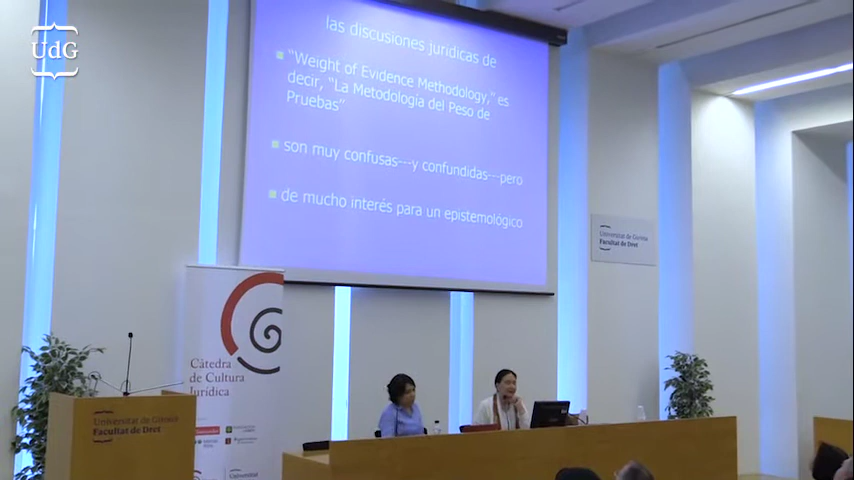 UdG
las discusiones jurídicas de
"Weight of Evidence Methodology," es
decir, "La Metodología del Peso de
Pruebas"
son muy confusas---y confundidas---pero
de mucho interés para un epistemológico
Universitat de Girona
Facultat de Dret
Càtedra
de Cultura
Jurídica
Universitat de Girona
Facultat de Dret